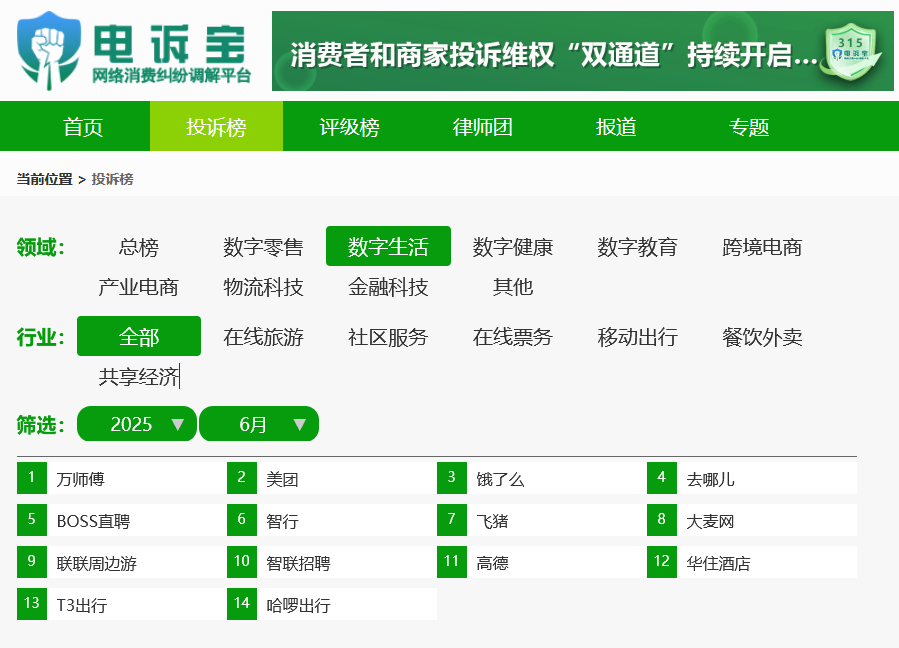 电诉宝
网络消费纠纷调解平台
消费者和商家投诉维权“双通道”持续开启...
315
电诉宝
首页 投诉榜 评级榜 律师团 报道 专题
当前位置 > 投诉榜
领域： 总榜 数字零售 数字生活 数字健康 数字教育 跨境电商
产业电商 物流科技 金融科技 其他
行业： 全部 在线旅游 社区服务 在线票务 移动出行 餐饮外卖
共享经济
筛选： 2025 ▼ 6月 ▼
1 万师傅 2 美团 3 饿了么 4 去哪儿
5 BOSS直聘 6 智行 7 飞猪 8 大麦网
9 联联周边游 10 智联招聘 11 高德 12 华住酒店
13 T3出行 14 哈啰出行